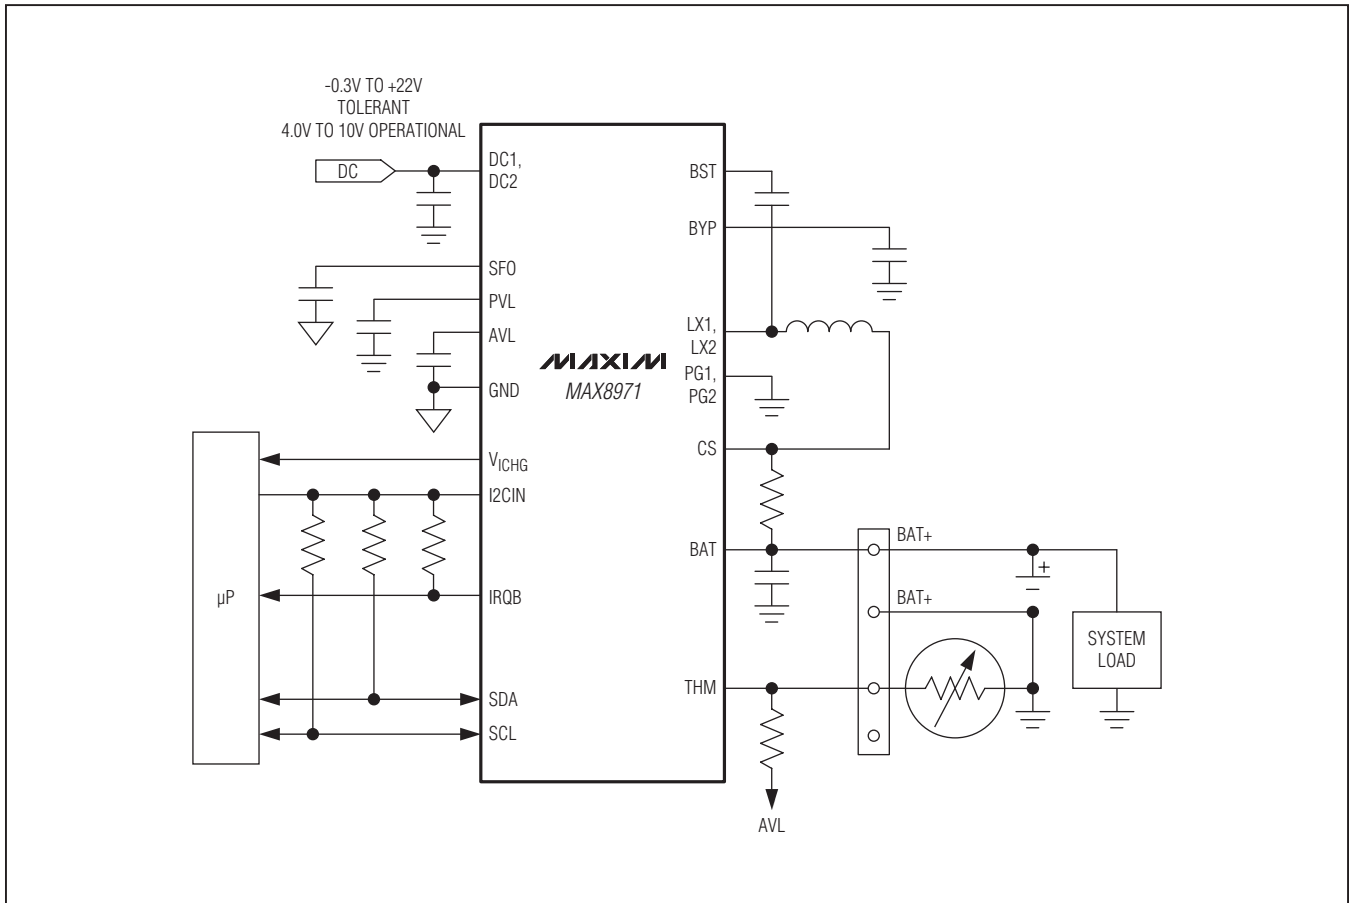 -0.3V TO +22V
TOLERANT
4.0V TO 10V OPERATIONAL
DC
DC1,
DC2
SFO
PVL
AVL
GND
VICHG
I2CIN
IRQB
SDA
SCL
µP
MAXIM
MAX8971
BST
BYP
LX1,
LX2
PG1,
PG2
CS
BAT
THM
AVL
BAT+
+
BAT+
SYSTEM
LOAD